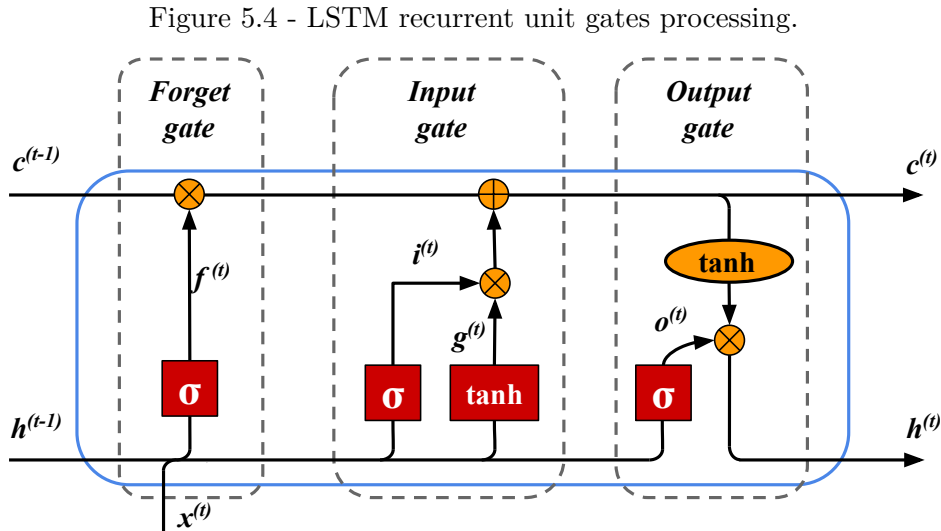 Figure 5.4 - LSTM recurrent unit gates processing.
Forget
gate
Input
gate
Output
gate
c(t-1)
c(t)
f(t)
i(t)
g(t)
tanh
o(t)
σ
σ
tanh
σ
h(t-1)
h(t)
x(t)